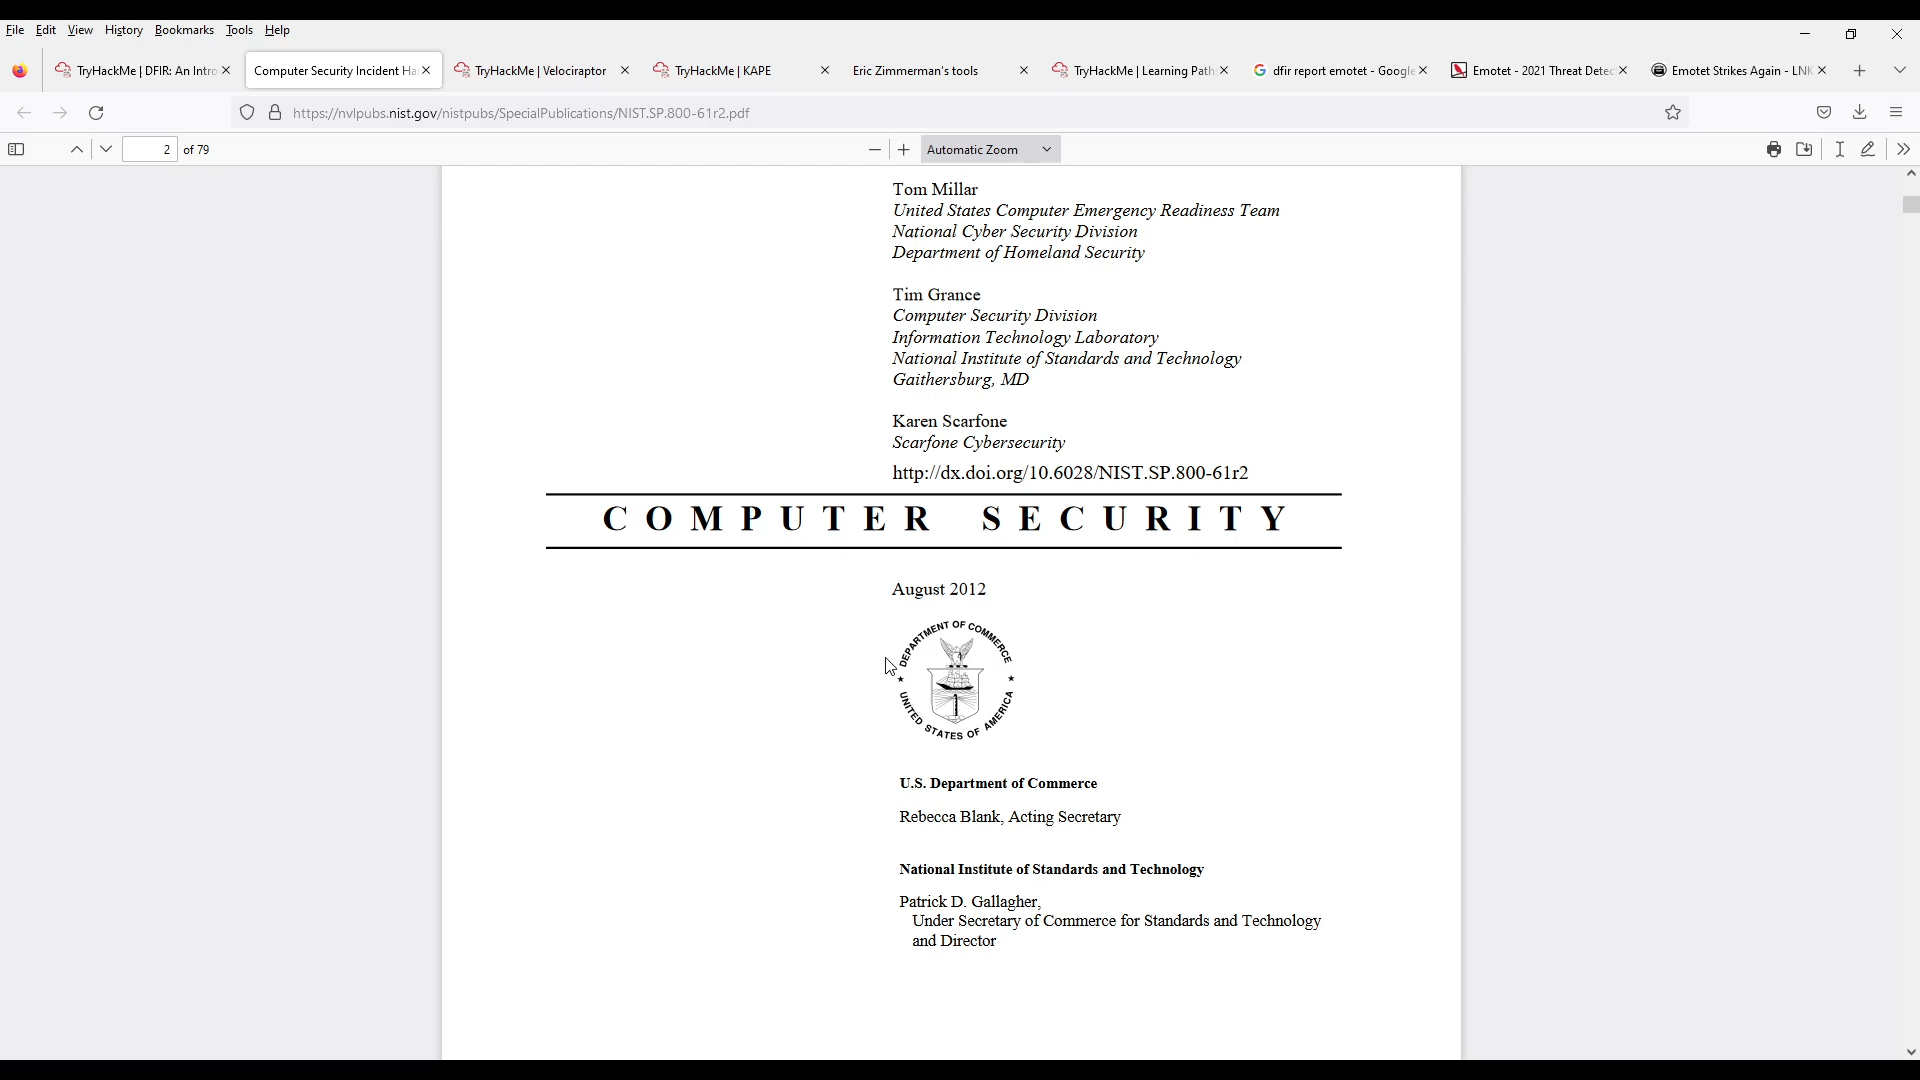 File Edit View History Bookmarks Tools Help
TryHackMe | DFIR: An Intro
Computer Security Incident Ha
TryHackMe | Velociraptor
TryHackMe | KAPE
Eric Zimmerman's tools
TryHackMe | Learning Path
dfir report emotet - Google
Emotet - 2021 Threat Detec
Emotet Strikes Again - LNK
https://nvlpubs.nist.gov/nistpubs/SpecialPublications/NIST.SP.800-61r2.pdf
2 of 79
Automatic Zoom
Tom Millar
United States Computer Emergency Readiness Team
National Cyber Security Division
Department of Homeland Security
Tim Grance
Computer Security Division
Information Technology Laboratory
National Institute of Standards and Technology
Gaithersburg, MD
Karen Scarfone
Scarfone Cybersecurity
http://dx.doi.org/10.6028/NIST.SP.800-61r2
COMPUTER SECURITY
August 2012
DEPARTMENT OF COMMERCE
UNITED STATES OF AMERICA
U.S. Department of Commerce
Rebecca Blank, Acting Secretary
National Institute of Standards and Technology
Patrick D. Gallagher,
Under Secretary of Commerce for Standards and Technology
and Director